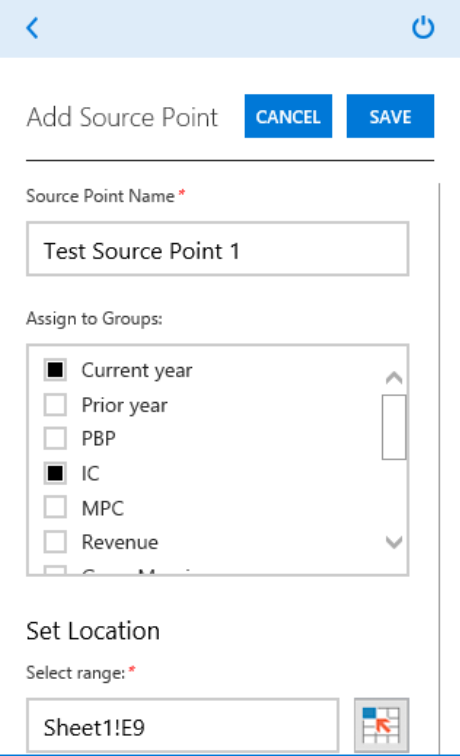 Add Source Point CANCEL SAVE
Source Point Name*
Test Source Point 1
Assign to Groups:
Current year
Prior year
PBP
IC
MPC
Revenue
Set Location
Select range:*
Sheet1!E9